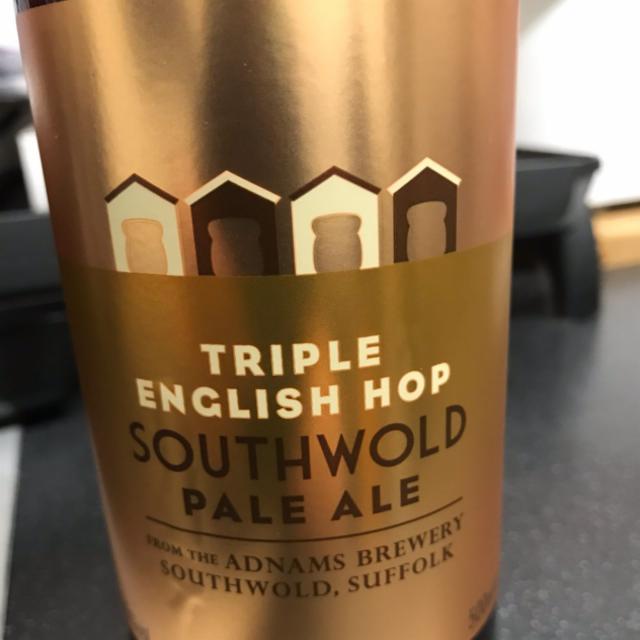 TRIPLE
ENGLISH HOP
SOUTHWOLD
PALE ALE
FROM THE ADNAMS BREWERY
SOUTHWOLD, SUFFOLK